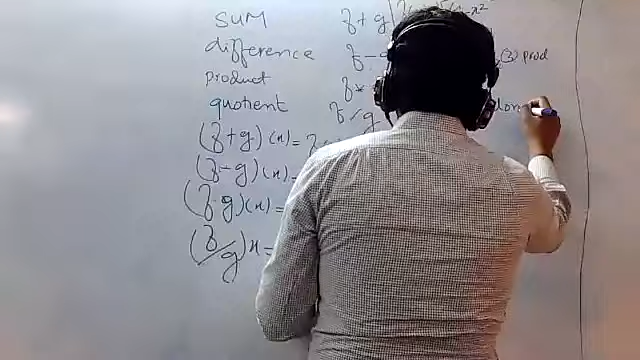 sum f + g
difference f - (3) prod
product f *
quotient f / g
(f + g)(x) =
(f - g)(x) =
(f · g)(x) =
(f/g)x =